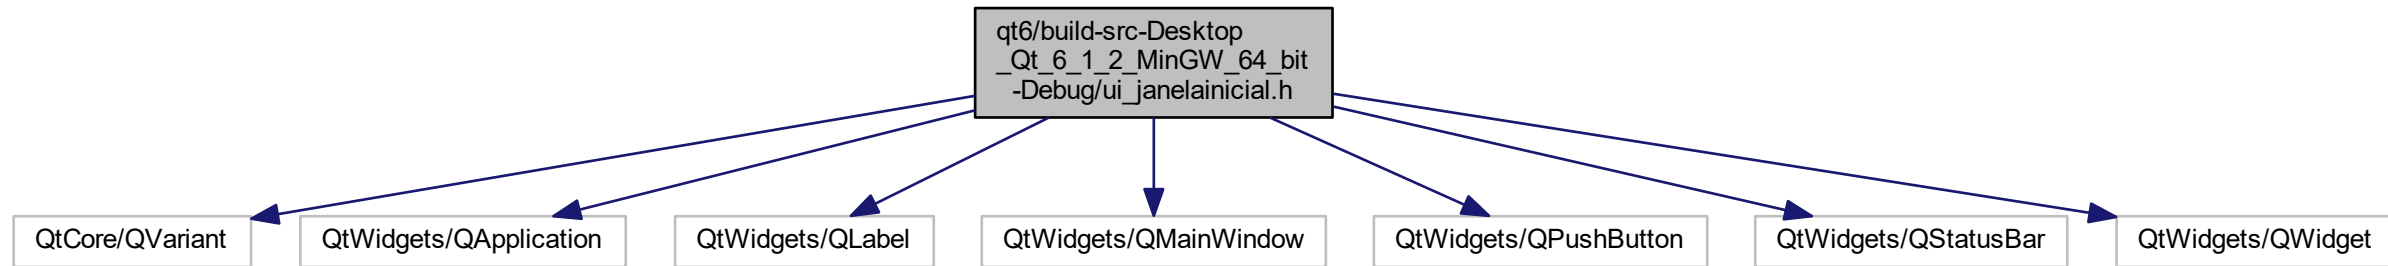 qt6/build-src-Desktop
_Qt_6_1_2_MinGW_64_bit
-Debug/ui_janelainicial.h
QtCore/QVariant
QtWidgets/QApplication
QtWidgets/QLabel
QtWidgets/QMainWindow
QtWidgets/QPushButton
QtWidgets/QStatusBar
QtWidgets/QWidget